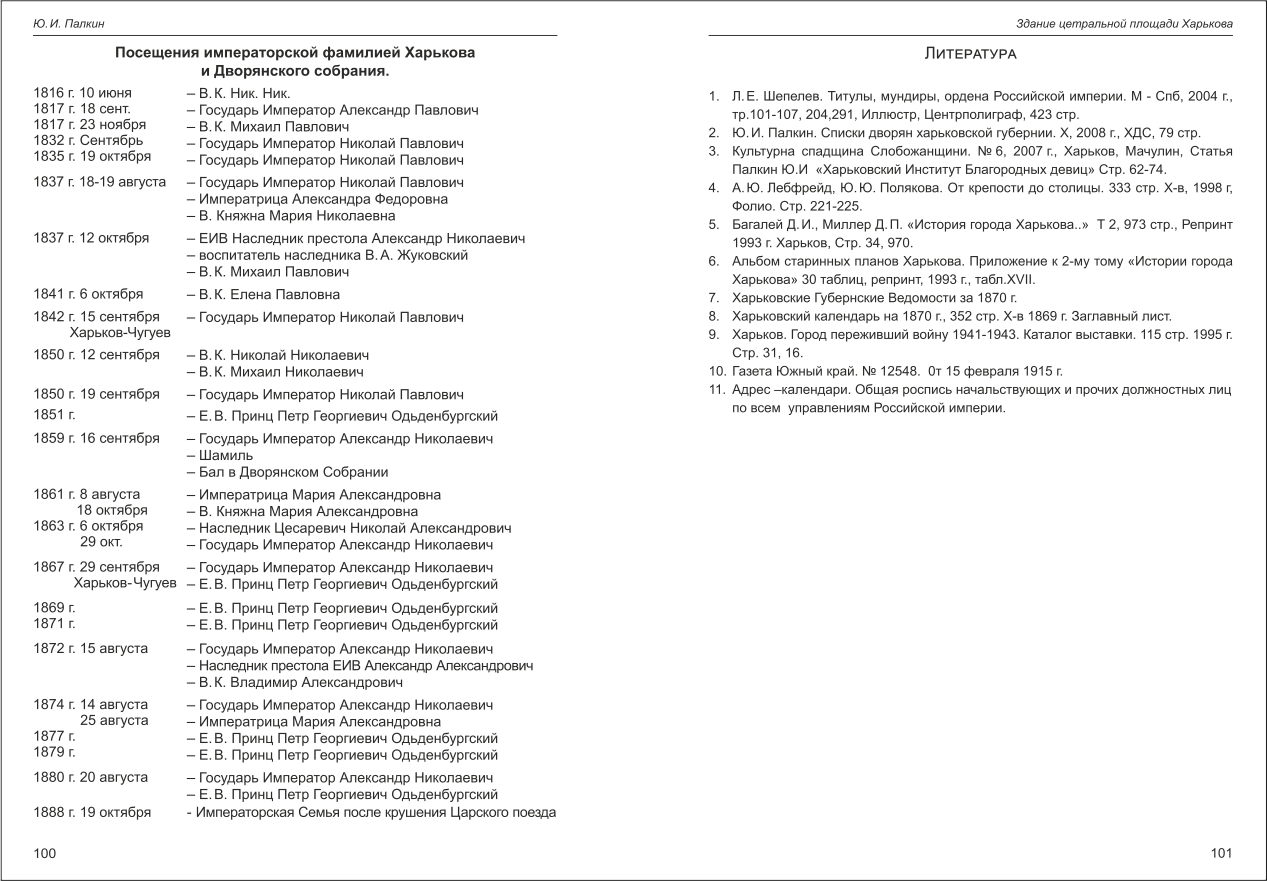 Ю. И. Палкин
Посещения императорской фамилией Харькова
и Дворянского собрания.
1816 г. 10 июня – В. К. Ник. Ник.
1817 г. 18 сент. – Государь Император Александр Павлович
1817 г. 23 ноября – В. К. Михаил Павлович
1832 г. Сентябрь – Государь Император Николай Павлович
1835 г. 19 октября – Государь Император Николай Павлович
1837 г. 18-19 августа – Государь Император Николай Павлович
– Императрица Александра Федоровна
– В. Княжна Мария Николаевна
1837 г. 12 октября – ЕИВ Наследник престола Александр Николаевич
– воспитатель наследника В. А. Жуковский
– В. К. Михаил Павлович
1841 г. 6 октября – В. К. Елена Павловна
1842 г. 15 сентября – Государь Император Николай Павлович
Харьков-Чугуев
1850 г. 12 сентября – В. К. Николай Николаевич
– В. К. Михаил Николаевич
1850 г. 19 сентября – Государь Император Николай Павлович
1851 г. – Е. В. Принц Петр Георгиевич Одьденбургский
1859 г. 16 сентября – Государь Император Александр Николаевич
– Шамиль
– Бал в Дворянском Собрании
1861 г. 8 августа – Императрица Мария Александровна
18 октября – В. Княжна Мария Александровна
1863 г. 6 октября – Наследник Цесаревич Николай Александрович
29 окт. – Государь Император Александр Николаевич
1867 г. 29 сентября – Государь Император Александр Николаевич
Харьков-Чугуев – Е. В. Принц Петр Георгиевич Одьденбургский
1869 г. – Е. В. Принц Петр Георгиевич Одьденбургский
1871 г. – Е. В. Принц Петр Георгиевич Одьденбургский
1872 г. 15 августа – Государь Император Александр Николаевич
– Наследник престола ЕИВ Александр Александрович
– В. К. Владимир Александрович
1874 г. 14 августа – Государь Император Александр Николаевич
25 августа – Императрица Мария Александровна
1877 г. – Е. В. Принц Петр Георгиевич Одьденбургский
1879 г. – Е. В. Принц Петр Георгиевич Одьденбургский
1880 г. 20 августа – Государь Император Александр Николаевич
– Е. В. Принц Петр Георгиевич Одьденбургский
1888 г. 19 октября - Императорская Семья после крушения Царского поезда
100
Здание цетральной площади Харькова
Литература
1. Л. Е. Шепелев. Титулы, мундиры, ордена Российской империи. М - Спб, 2004 г.,
тр.101-107, 204,291, Иллюстр, Центрполиграф, 423 стр.
2. Ю. И. Палкин. Списки дворян харьковской губернии. Х, 2008 г., ХДС, 79 стр.
3. Культурна спадщина Слобожанщини. № 6, 2007 г., Харьков, Мачулин, Статья
Палкин Ю.И «Харьковский Институт Благородных девиц» Стр. 62-74.
4. А. Ю. Лебфрейд, Ю. Ю. Полякова. От крепости до столицы. 333 стр. Х-в, 1998 г,
Фолио. Стр. 221-225.
5. Багалей Д. И., Миллер Д. П. «История города Харькова..» Т 2, 973 стр., Репринт
1993 г. Харьков, Стр. 34, 970.
6. Альбом старинных планов Харькова. Приложение к 2-му тому «Истории города
Харькова» 30 таблиц, репринт, 1993 г., табл.XVII.
7. Харьковские Губернские Ведомости за 1870 г.
8. Харьковский календарь на 1870 г., 352 стр. Х-в 1869 г. Заглавный лист.
9. Харьков. Город переживший войну 1941-1943. Каталог выставки. 115 стр. 1995 г.
Стр. 31, 16.
10. Газета Южный край. № 12548. 0т 15 февраля 1915 г.
11. Адрес –календари. Общая роспись начальствующих и прочих должностных лиц
по всем управлениям Российской империи.
101